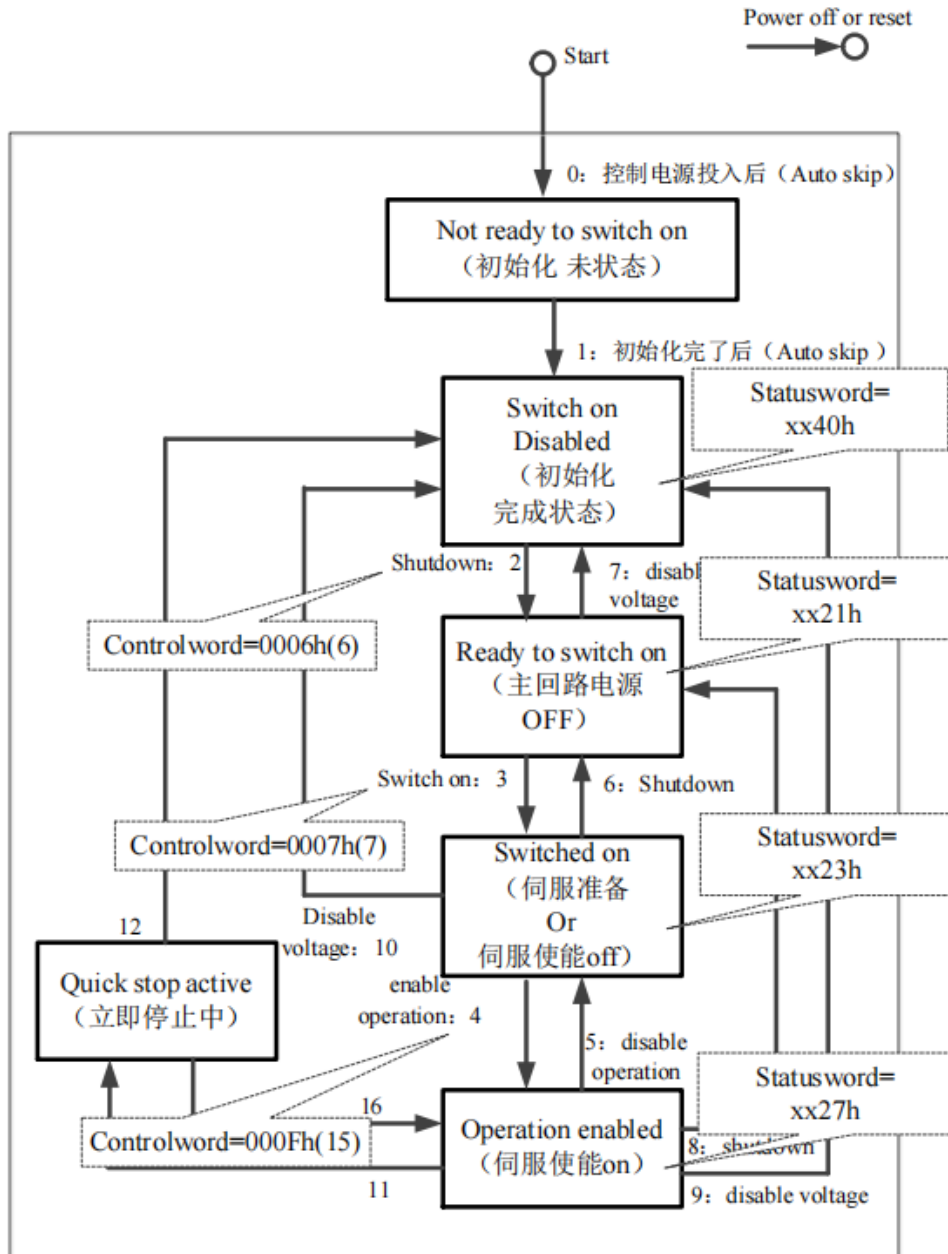 Power off or reset
Start
0：控制电源投入后（Auto skip）
Not ready to switch on
（初始化 未状态）
1：初始化完了后（Auto skip ）
Statusword=
xx40h
Switch on
Disabled
（初始化
完成状态）
Shutdown：2
7：disable
voltage
Statusword=
xx21h
Controlword=0006h(6)
Ready to switch on
（主回路电源
OFF）
Switch on：3
6：Shutdown
Controlword=0007h(7)
Switched on
（伺服准备
Or
伺服使能off）
Statusword=
xx23h
Disable
voltage：10
12
Quick stop active
（立即停止中）
enable
operation：4
5：disable
operation
Statusword=
xx27h
16
Controlword=000Fh(15)
Operation enabled
（伺服使能on）
8：shutdown
11
9：disable voltage